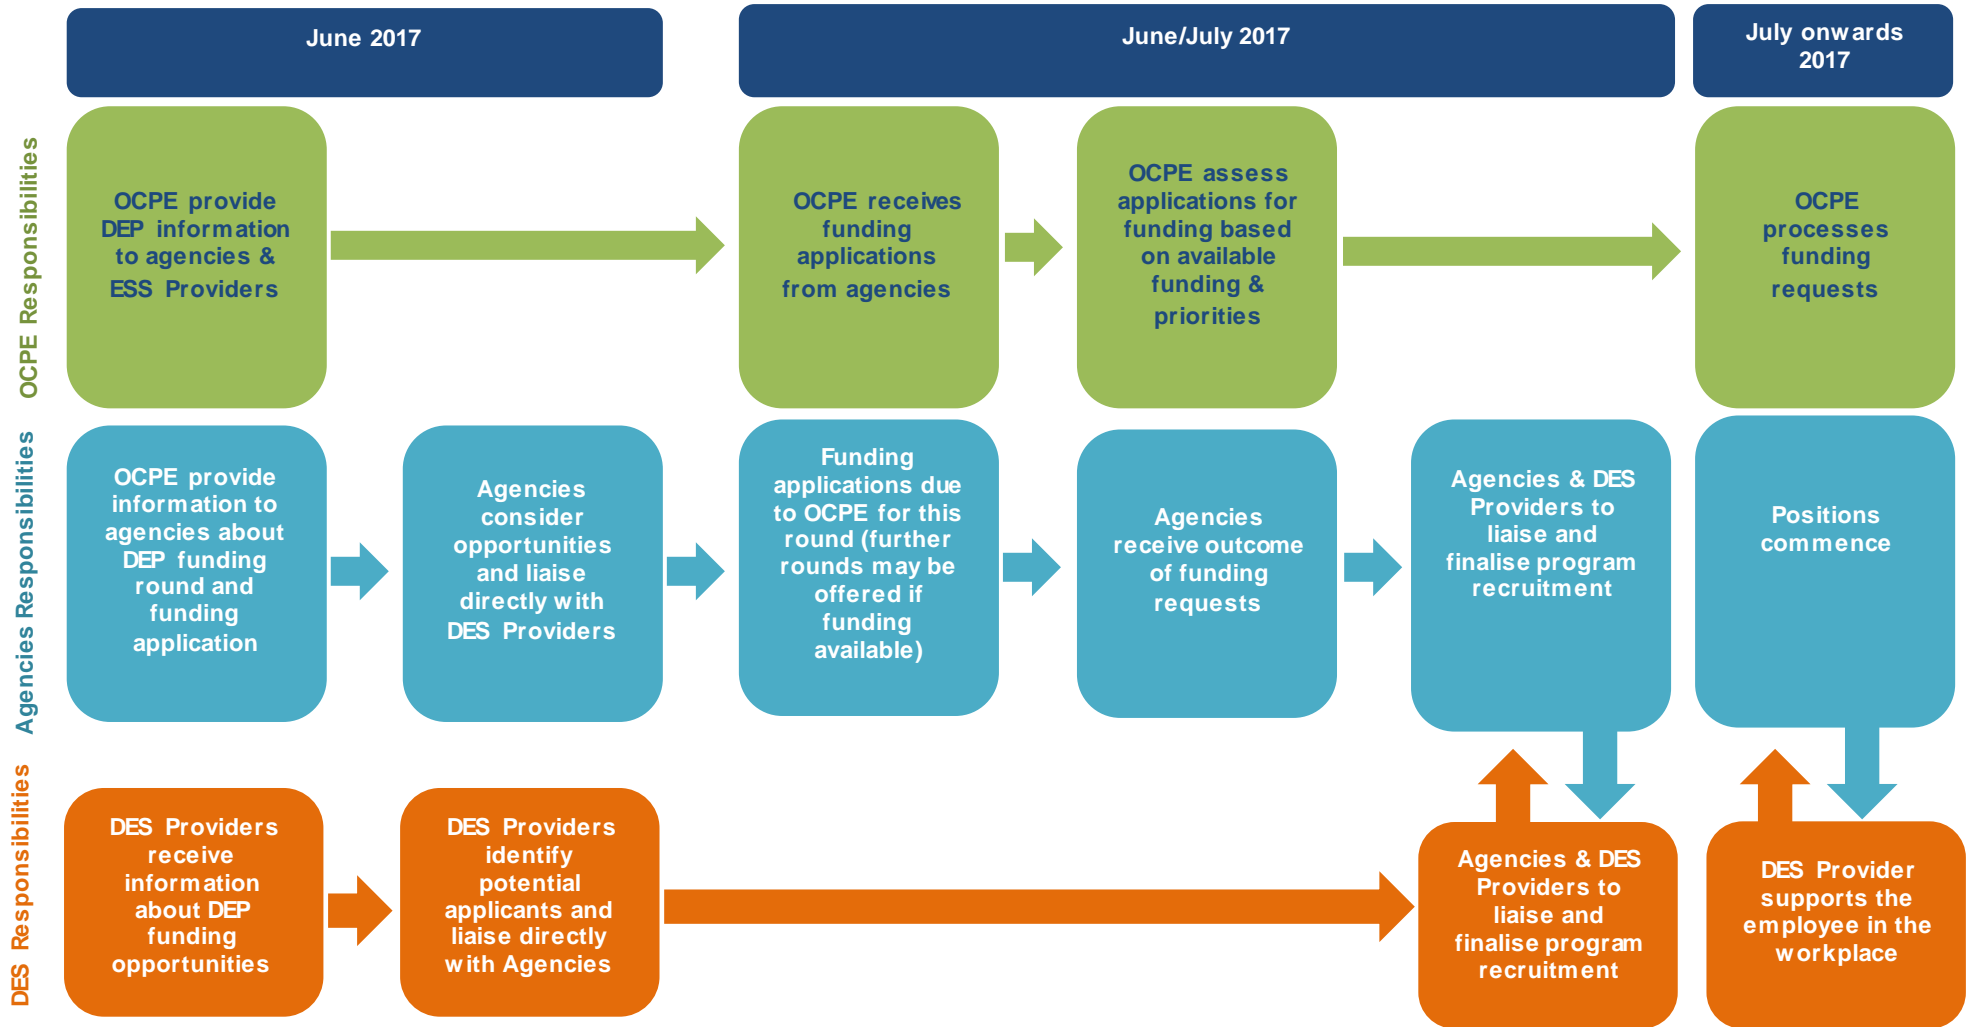 June 2017
June/July 2017
July onwards
2017
OCPE Responsibilities
OCPE provide
DEP information
to agencies &
ESS Providers
OCPE receives
funding
applications
from agencies
OCPE assess
applications for
funding based
on available
funding &
priorities
OCPE
processes
funding
requests
Agencies Responsibilities
OCPE provide
information to
agencies about
DEP funding
round and
funding
application
Agencies
consider
opportunities
and liaise
directly with
DES Providers
Funding
applications due
to OCPE for this
round (further
rounds may be
offered if
funding
available)
Agencies
receive outcome
of funding
requests
Agencies & DES
Providers to
liaise and
finalise program
recruitment
Positions
commence
DES Responsibilities
DES Providers
receive
information
about DEP
funding
opportunities
DES Providers
identify
potential
applicants and
liaise directly
with Agencies
Agencies & DES
Providers to
liaise and
finalise program
recruitment
DES Provider
supports the
employee in the
workplace